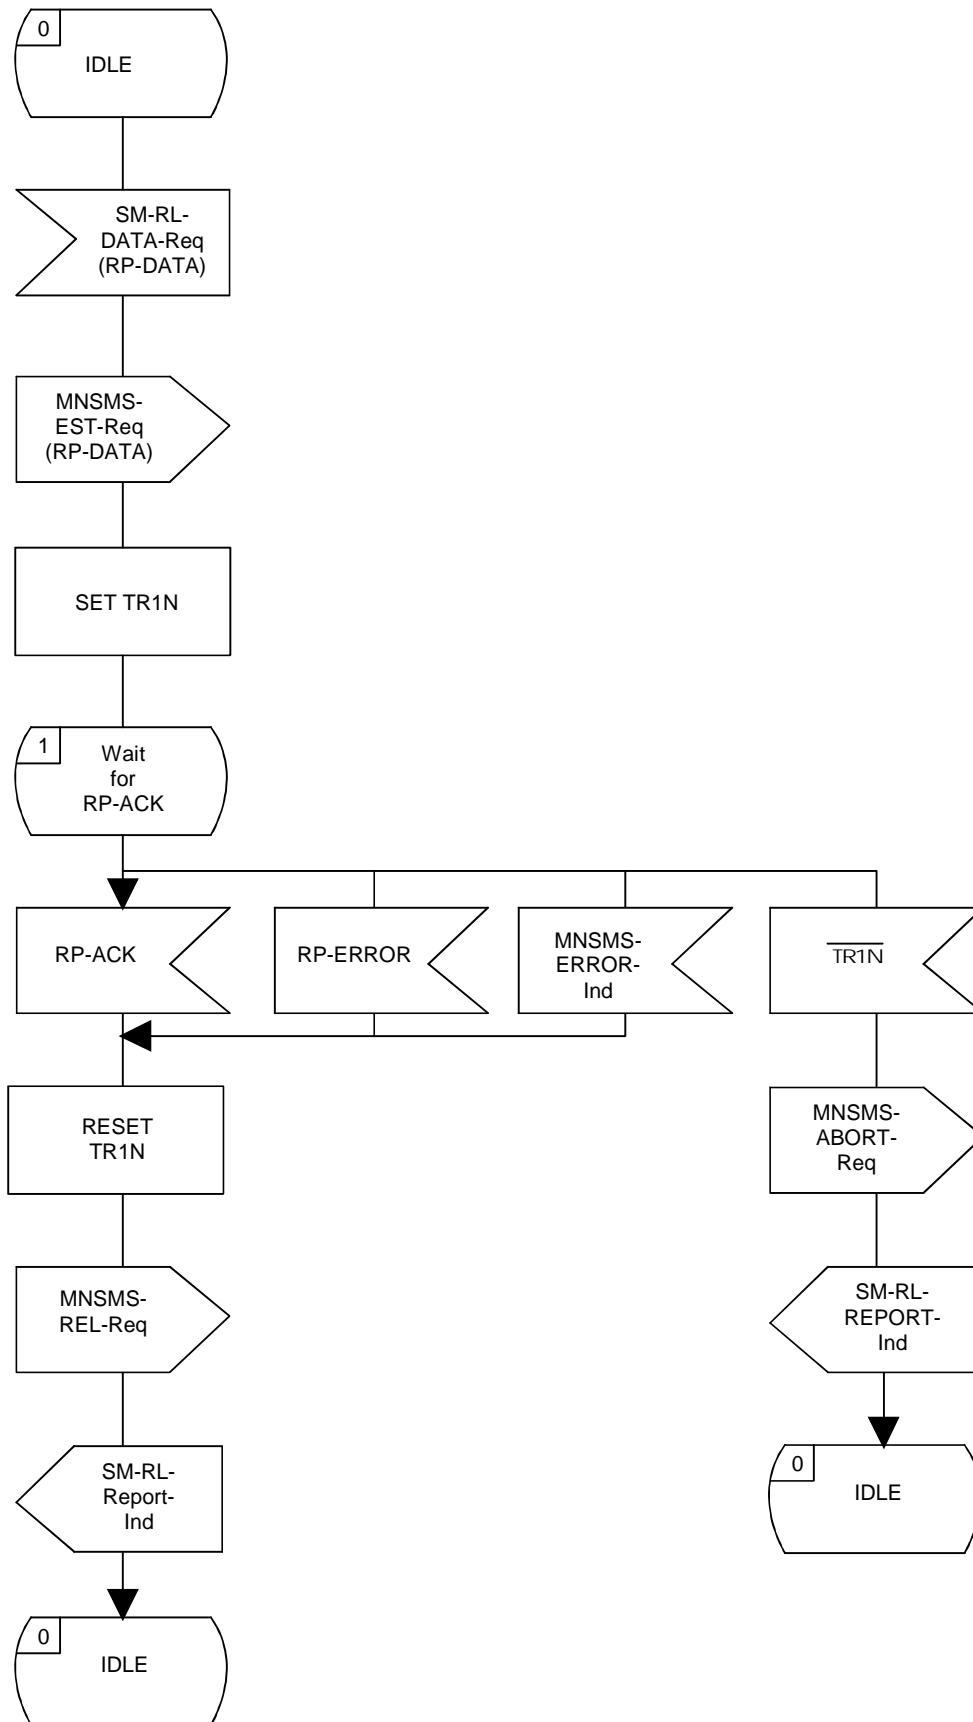 0
IDLE
SM-RL-
DATA-Req
(RP-DATA)
MNSMS-
EST-Req
(RP-DATA)
SET TR1N
1
Wait
for
RP-ACK
RP-ACK
RP-ERROR
MNSMS-
ERROR-
Ind
TR1N
RESET
TR1N
MNSMS-
ABORT-
Req
MNSMS-
REL-Req
SM-RL-
REPORT-
Ind
SM-RL-
Report-
Ind
0
IDLE
0
IDLE